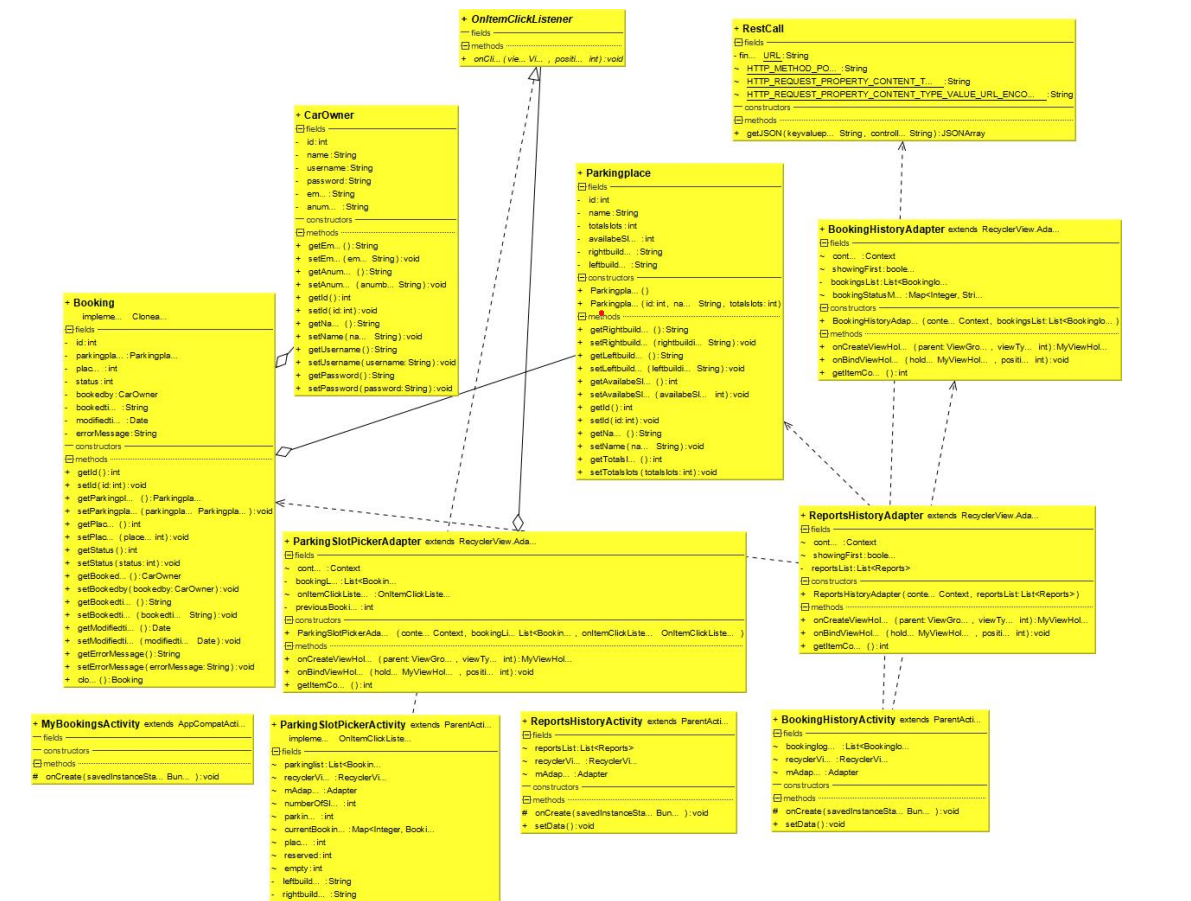 + OnItemClickListener
fields
methods
+ onCli... (vie... Vi... , positi... int):void
+ RestCall
fields
- fin... URL:String
~ HTTP_METHOD_PO... :String
~ HTTP_REQUEST_PROPERTY_CONTENT_T... :String
~ HTTP_REQUEST_PROPERTY_CONTENT_TYPE_VALUE_URL_ENCO... :String
constructors
methods
+ getJSON(keyvaluep... String, controll... String):JSONArray
+ CarOwner
fields
- id:int
- name:String
- username:String
- password:String
- em... :String
- anum... :String
constructors
methods
+ getEm... ():String
+ setEm... (em... String):void
+ getAnum... ():String
+ setAnum... (anumb... String):void
+ getId():int
+ setId(id:int):void
+ getNa... ():String
+ setName(na... String):void
+ getUsername():String
+ setUsername(username:String):void
+ getPassword():String
+ setPassword(password:String):void
+ Parkingplace
fields
- id:int
- name:String
- totalslots:int
- availabeSl... :int
- rightbuild... :String
- leftbuild... :String
constructors
+ Parkingpla... ()
+ Parkingpla... (id:int, na... String, totalslots:int)
methods
+ getRightbuild... ():String
+ setRightbuild... (rightbuildi... String):void
+ getLeftbuild... ():String
+ setLeftbuild... (leftbuildi... String):void
+ getAvailabeSl... ():int
+ setAvailabeSl... (availabeSl... int):void
+ getId():int
+ setId(id:int):void
+ getNa... ():String
+ setName(na... String):void
+ getTotalsl... ():int
+ setTotalslots(totalslots:int):void
+ BookingHistoryAdapter extends RecyclerView.Ada...
fields
~ cont... :Context
~ showingFirst:boole...
- bookingsList:List<Bookinglo...
~ bookingStatusM... :Map<Integer, Stri...
constructors
+ BookingHistoryAdap... (conte... Context, bookingsList:List<Bookinglo... )
methods
+ onCreateViewHol... (parent:ViewGro... , viewTy... int):MyViewHol...
+ onBindViewHol... (hold... MyViewHol... , positi... int):void
+ getItemCo... ():int
+ Booking
impleme... Clonea...
fields
- id:int
- parkingpla... :Parkingpla...
- plac... :int
- status:int
- bookedby:CarOwner
- bookedti... :String
- modifiedti... :Date
- errorMessage:String
constructors
methods
+ getId():int
+ setId(id:int):void
+ getParkingpl... ():Parkingpla...
+ setParkingpla... (parkingpla... Parkingpla... ):void
+ getPlac... ():int
+ setPlac... (place... int):void
+ getStatus():int
+ setStatus(status:int):void
+ getBooked... ():CarOwner
+ setBookedby(bookedby:CarOwner):void
+ getBookedti... ():String
+ setBookedti... (bookedti... String):void
+ getModifiedti... ():Date
+ setModifiedti... (modifiedti... Date):void
+ getErrorMessage():String
+ setErrorMessage(errorMessage:String):void
+ clo... ():Booking
+ ParkingSlotPickerAdapter extends RecyclerView.Ada...
fields
~ cont... :Context
- bookingL... :List<Bookin...
~ onItemClickListe... :OnItemClickListe...
- previousBooki... :int
constructors
+ ParkingSlotPickerAda... (conte... Context, bookingLi... List<Bookin... , onItemClickListe... OnItemClickListe... )
methods
+ onCreateViewHol... (parent:ViewGro... , viewTy... int):MyViewHol...
+ onBindViewHol... (hold... MyViewHol... , positi... int):void
+ getItemCo... ():int
+ ReportsHistoryAdapter extends RecyclerView.Ada...
fields
~ cont... :Context
~ showingFirst:boole...
- reportsList:List<Reports>
constructors
+ ReportsHistoryAdapter(conte... Context, reportsList:List<Reports>)
methods
+ onCreateViewHol... (parent:ViewGro... , viewTy... int):MyViewHol...
+ onBindViewHol... (hold... MyViewHol... , positi... int):void
+ getItemCo... ():int
+ MyBookingsActivity extends AppCompatActi...
fields
constructors
methods
# onCreate(savedInstanceSta... Bun... ):void
+ ParkingSlotPickerActivity extends ParentActi...
impleme... OnItemClickListe...
fields
~ parkinglist:List<Bookin...
~ recyclerVi... :RecyclerVi...
~ mAdap... :Adapter
~ numberOfSl... :int
~ parkin... :int
~ currentBookin... :Map<Integer, Booki...
~ plac... :int
~ reserved:int
~ empty:int
- leftbuild... :String
- rightbuild... :String
+ ReportsHistoryActivity extends ParentActi...
fields
~ reportsList:List<Reports>
~ recyclerVi... :RecyclerVi...
~ mAdap... :Adapter
constructors
methods
# onCreate(savedInstanceSta... Bun... ):void
+ setData():void
+ BookingHistoryActivity extends ParentActi...
fields
~ bookinglog... :List<Bookinglo...
~ recyclerVi... :RecyclerVi...
~ mAdap... :Adapter
constructors
methods
# onCreate(savedInstanceSta... Bun... ):void
+ setData():void